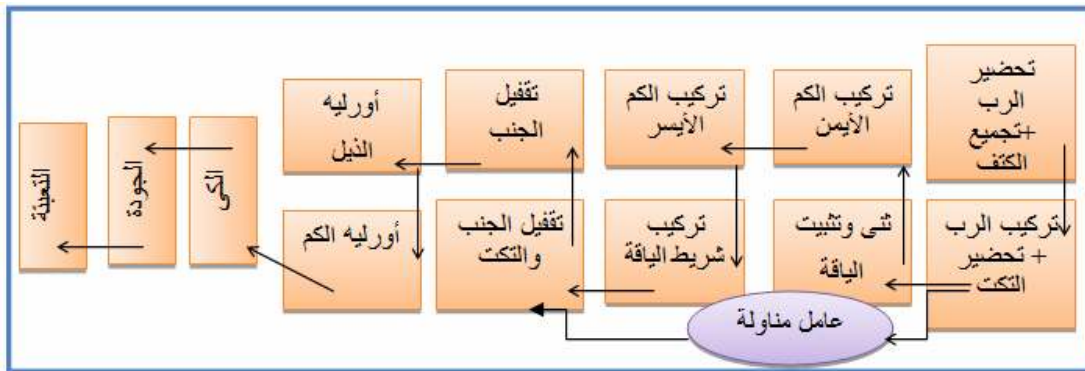 تحضير
الرب
+تجميع
الكتف
تركيب الرب
+ تحضير
التكت
ثنى وتثبيت
الياقة
تركيب الكم
الأيمن
تركيب الكم
الأيسر
تركيب
شريط الياقة
تقفيل الجنب
والتكت
تقفيل
الجنب
أورليه
الذيل
أورليه الكم
الكى
الجودة
التعبئة
عامل مناولة